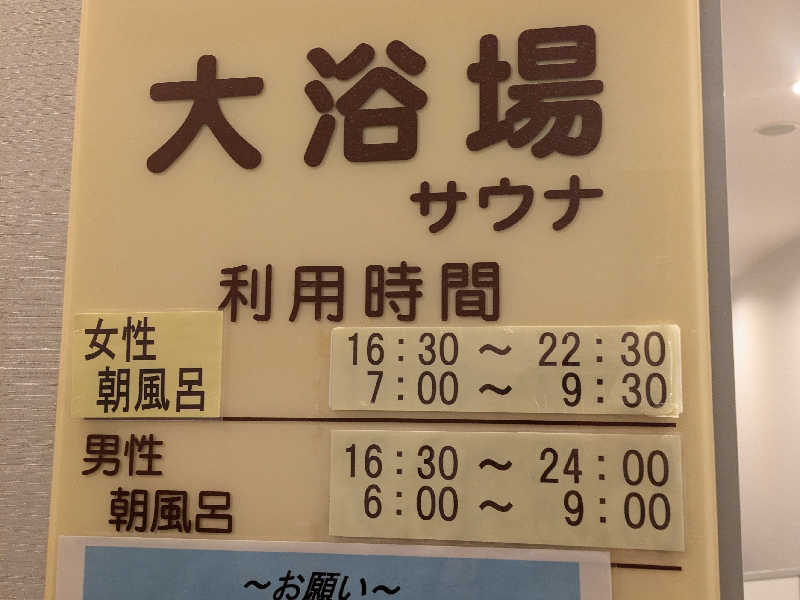 大浴場
サウナ
利用時間
女性 16：30 ～ 22：30
朝風呂 7：00 ～ 9：30
男性 16：30 ～ 24：00
朝風呂 6：00 ～ 9：00
～お願い～